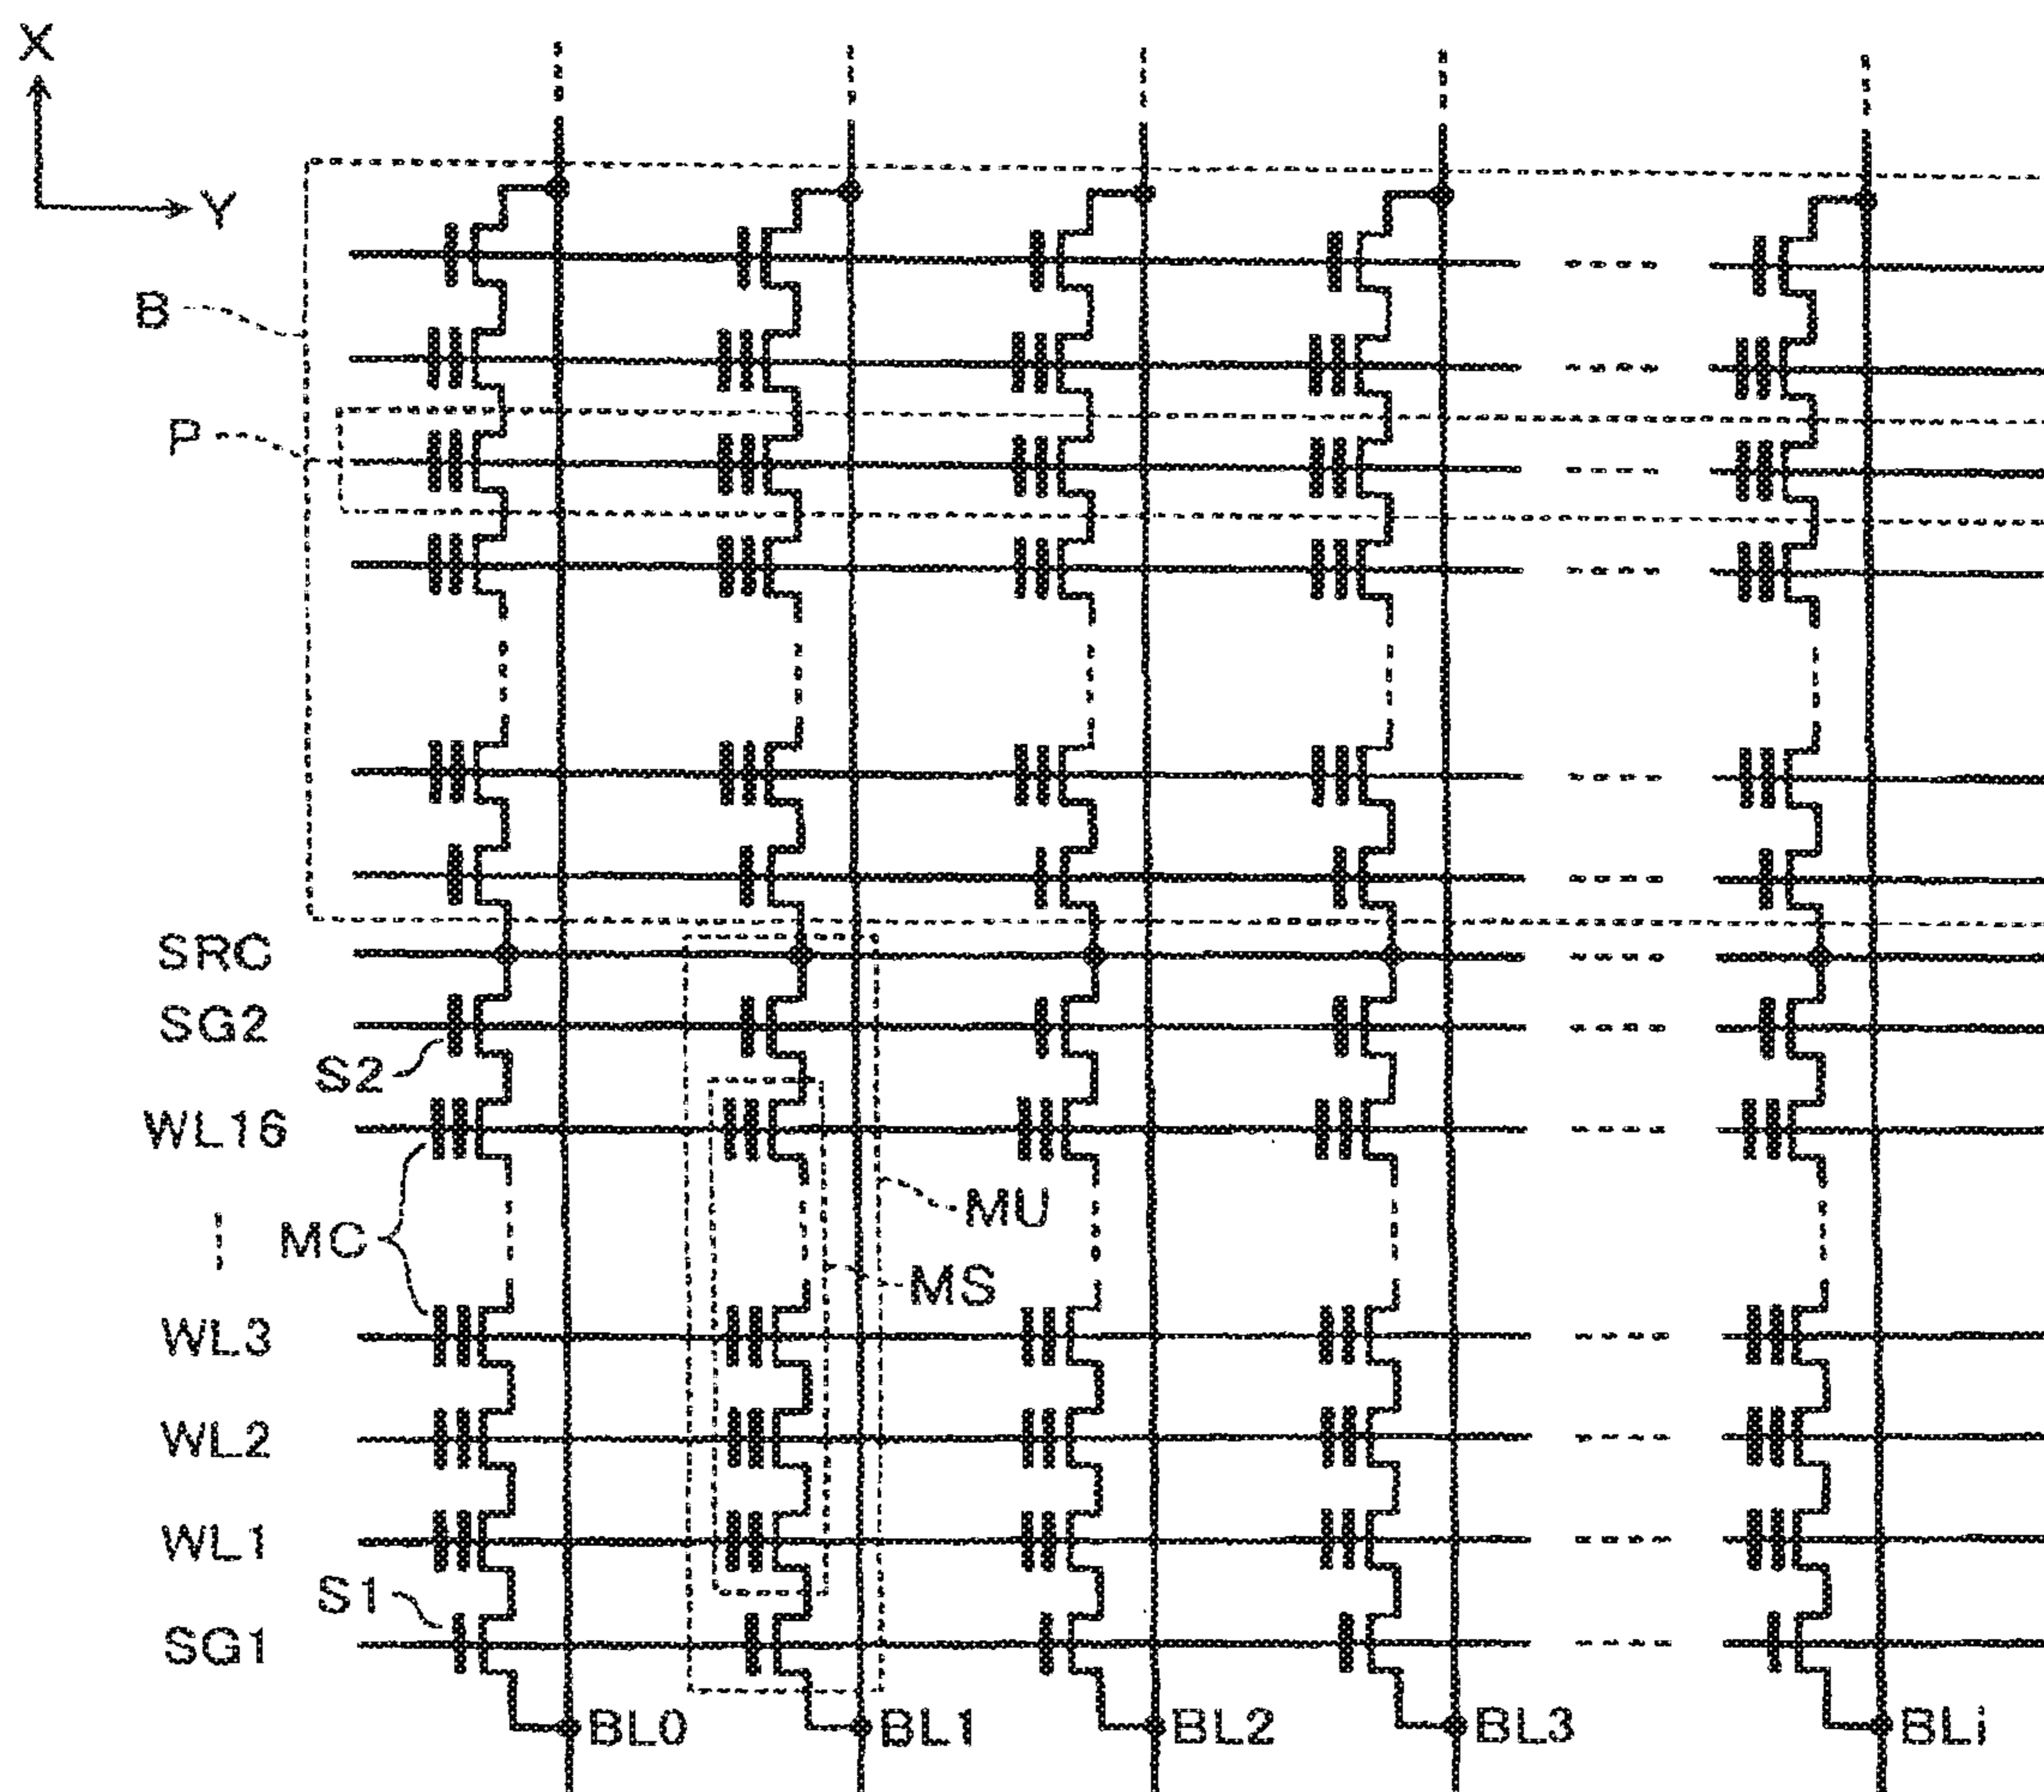 X
Y
B
P
SRC
SG2
S2
WL16
MU
MC
MS
WL3
WL2
WL1
S1
SG1
BL0 BL1 BL2 BL3 BLi